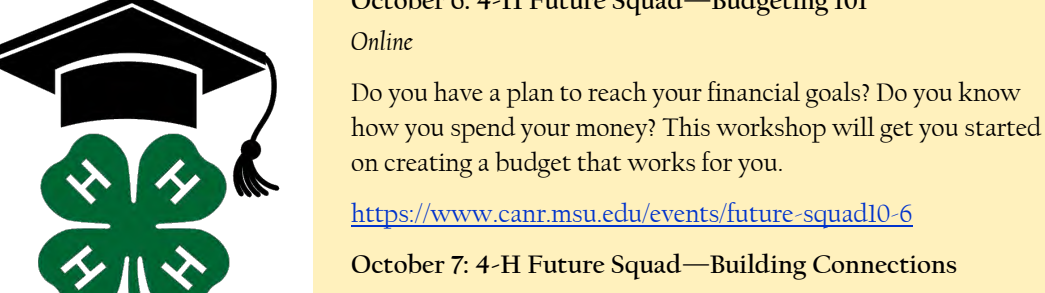 October 6: 4-H Future Squad—Budgeting 101
Online
Do you have a plan to reach your financial goals? Do you know
how you spend your money? This workshop will get you started
on creating a budget that works for you.
https://www.canr.msu.edu/events/future-squad10-6
October 7: 4-H Future Squad—Building Connections
H H
H H